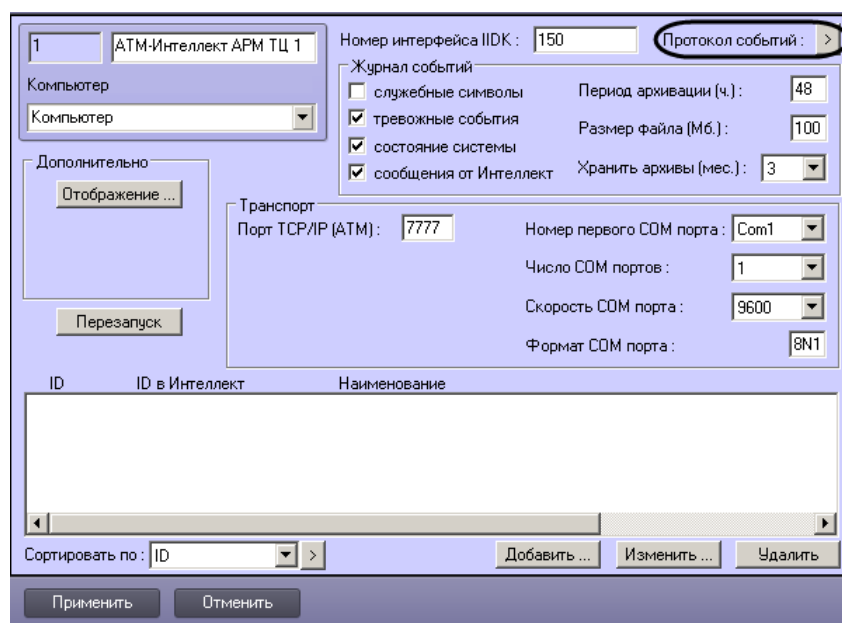 1
АТМ-Интеллект АРМ ТЦ 1
Номер интерфейса IIDK : 150
Протокол событий : >
Компьютер
Компьютер
Журнал событий
служебные символы
тревожные события
состояние системы
сообщения от Интеллект
Период архивации (ч.) : 48
Размер файла (Мб.) : 100
Хранить архивы (мес.) : 3
Дополнительно
Отображение ...
Перезапуск
Транспорт
Порт TCP/IP (АТМ) : 7777
Номер первого COM порта : Com1
Число COM портов : 1
Скорость COM порта : 9600
Формат COM порта : 8N1
ID ID в Интеллект Наименование
Сортировать по : ID >
Добавить ... Изменить ... Удалить
Применить Отменить